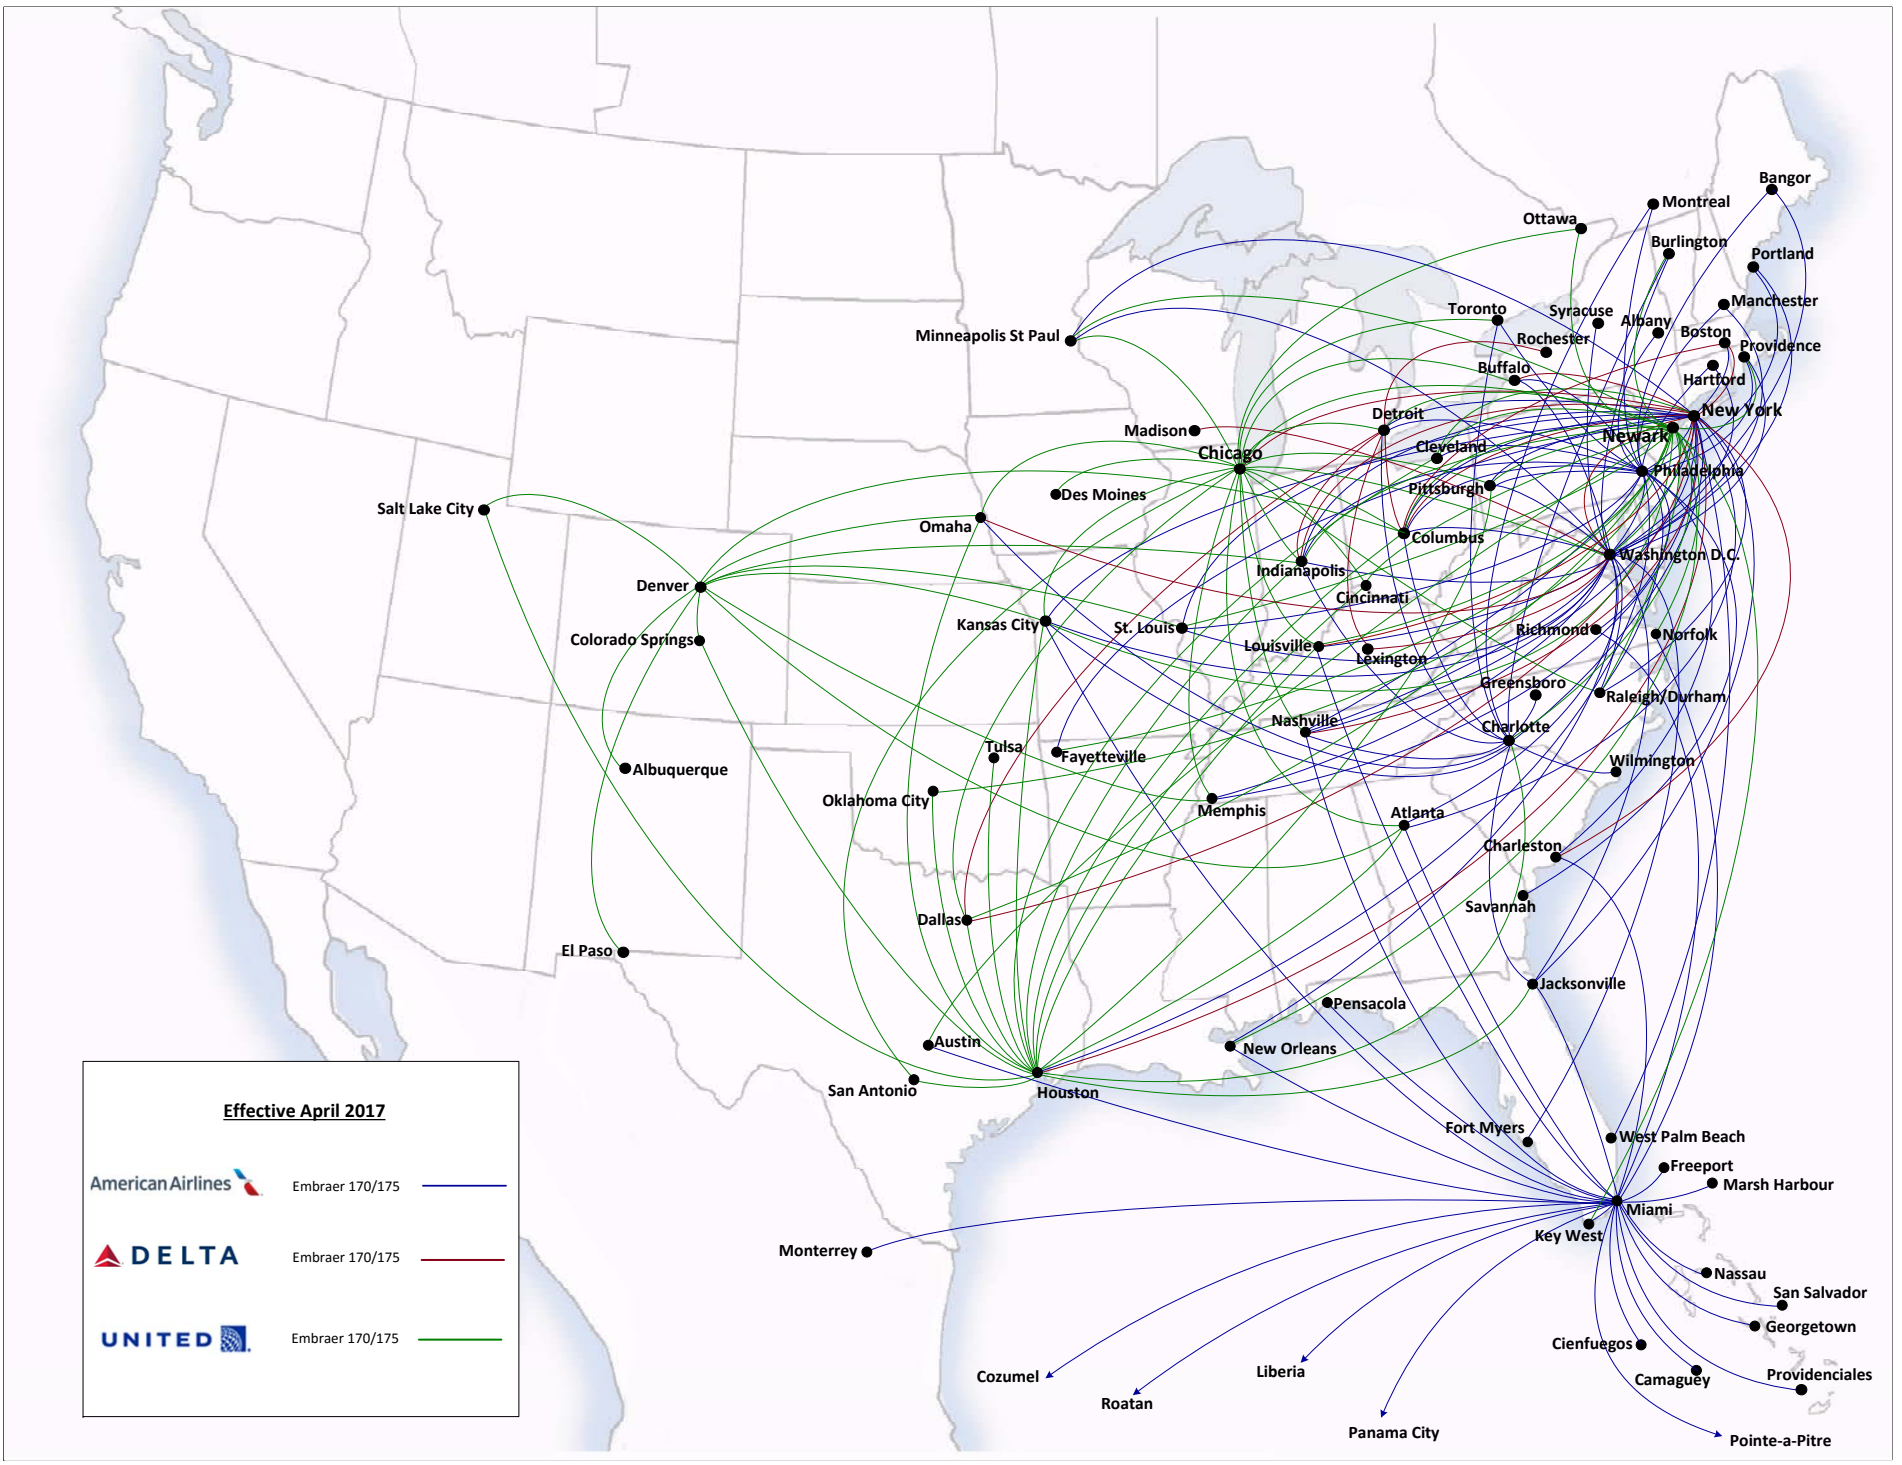 Bangor
Montreal
Ottawa
Burlington
Portland
Manchester
Toronto
Syracuse
Albany
Boston
Rochester
Providence
Minneapolis St Paul
Buffalo
Hartford
Detroit
New York
Madison
Newark
Cleveland
Chicago
Philadelphia
Pittsburgh
Des Moines
Salt Lake City
Omaha
Columbus
Washington D.C.
Indianapolis
Denver
Cincinnati
Kansas City
St. Louis
Richmond
Norfolk
Colorado Springs
Louisville
Lexington
Greensboro
Raleigh/Durham
Nashville
Charlotte
Tulsa
Fayetteville
Wilmington
Albuquerque
Oklahoma City
Memphis
Atlanta
Charleston
Savannah
Dallas
El Paso
Jacksonville
Pensacola
Austin
New Orleans
San Antonio
Houston
Fort Myers
West Palm Beach
Freeport
Marsh Harbour
Miami
Key West
Monterrey
Nassau
San Salvador
Georgetown
Cienfuegos
Camaguey
Providenciales
Cozumel
Liberia
Roatan
Panama City
Pointe-a-Pitre
Effective April 2017
American Airlines Embraer 170/175
DELTA Embraer 170/175
UNITED Embraer 170/175